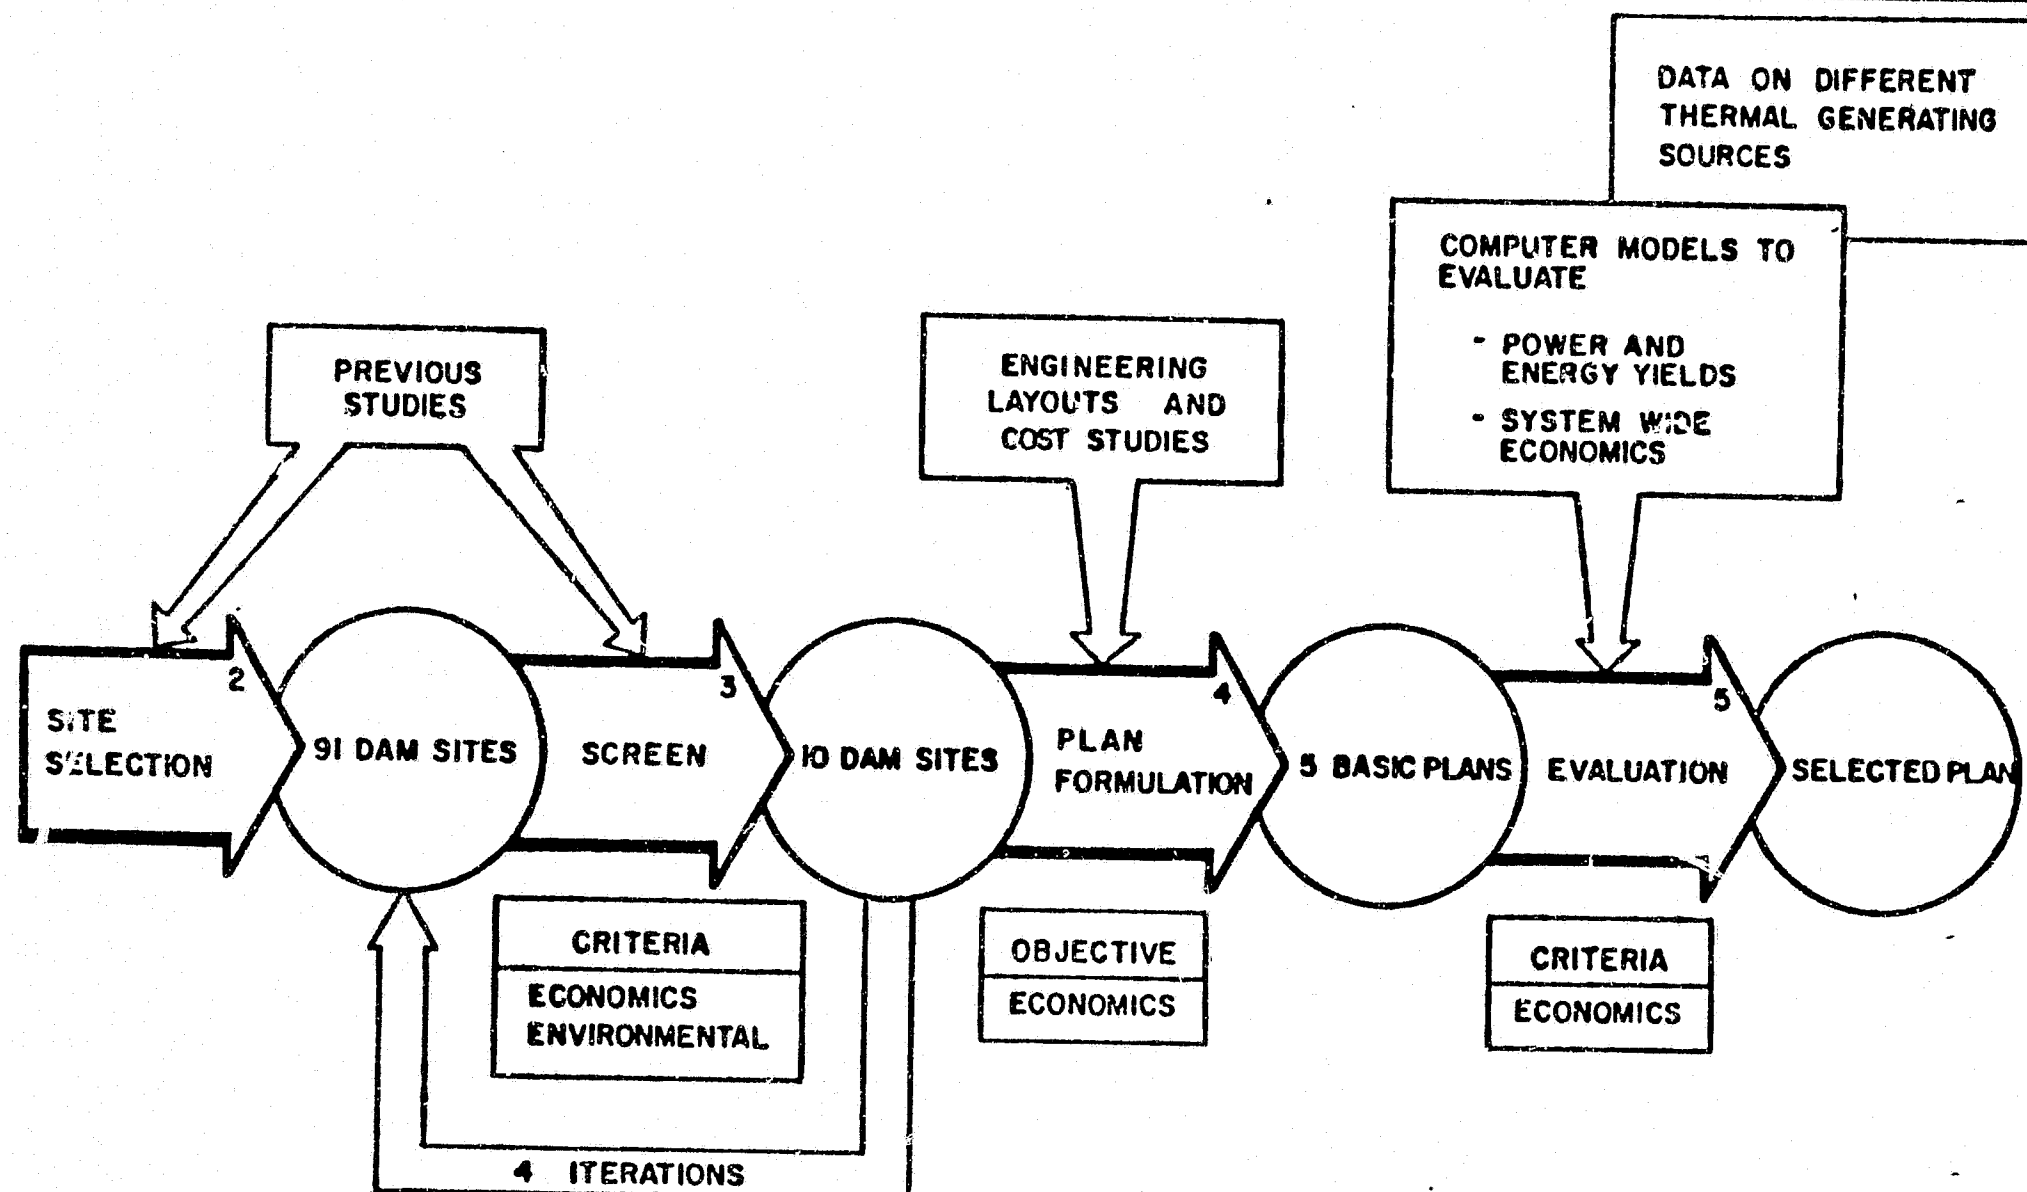 DATA ON DIFFERENT
THERMAL GENERATING
SOURCES
COMPUTER MODELS TO
EVALUATE
- POWER AND
ENERGY YIELDS
- SYSTEM WIDE
ECONOMICS
PREVIOUS
STUDIES
ENGINEERING
LAYOUTS AND
COST STUDIES
2
SITE
SELECTION
91 DAM SITES
3
SCREEN
10 DAM SITES
4
PLAN
FORMULATION
5 BASIC PLANS
5
EVALUATION
SELECTED PLAN
CRITERIA
ECONOMICS
ENVIRONMENTAL
OBJECTIVE
ECONOMICS
CRITERIA
ECONOMICS
4 ITERATIONS